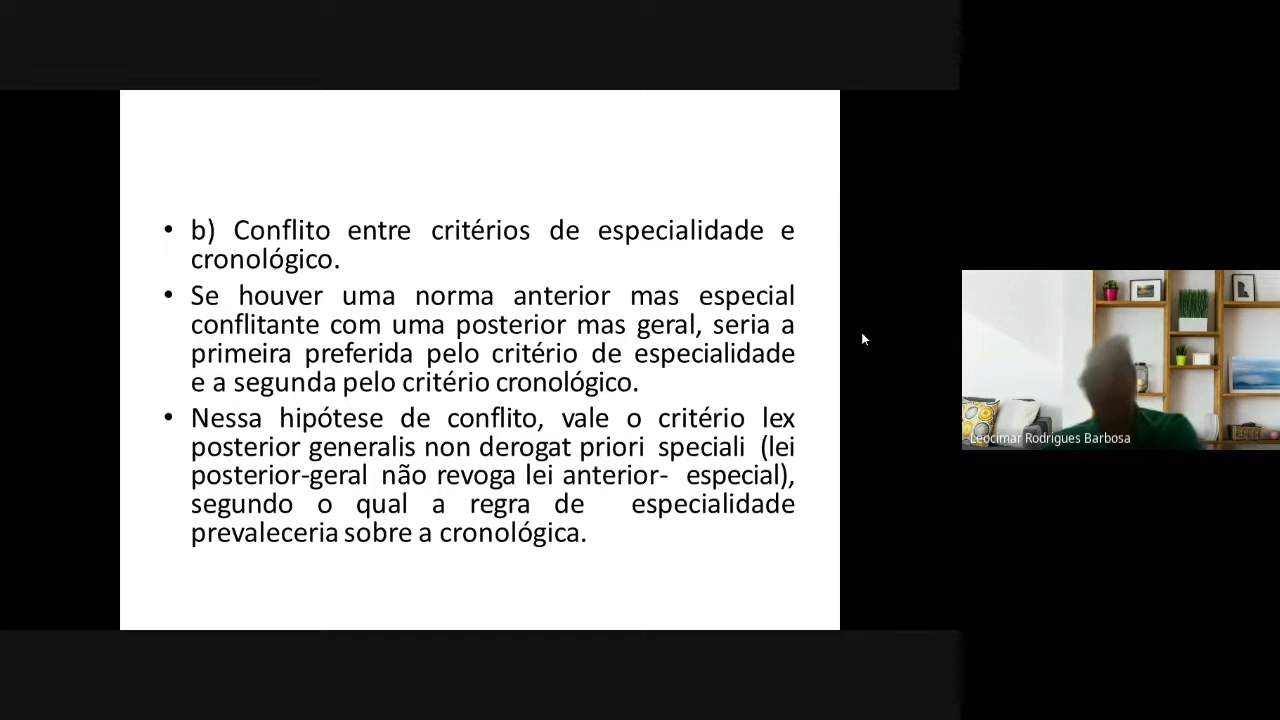 • b) Conflito entre critérios de especialidade e
cronológico.
• Se houver uma norma anterior mas especial
conflitante com uma posterior mas geral, seria a
primeira preferida pelo critério de especialidade
e a segunda pelo critério cronológico.
• Nessa hipótese de conflito, vale o critério lex
posterior generalis non derogat priori speciali (lei
posterior-geral não revoga lei anterior- especial),
segundo o qual a regra de especialidade
prevaleceria sobre a cronológica.
Leocimar Rodrigues Barbosa